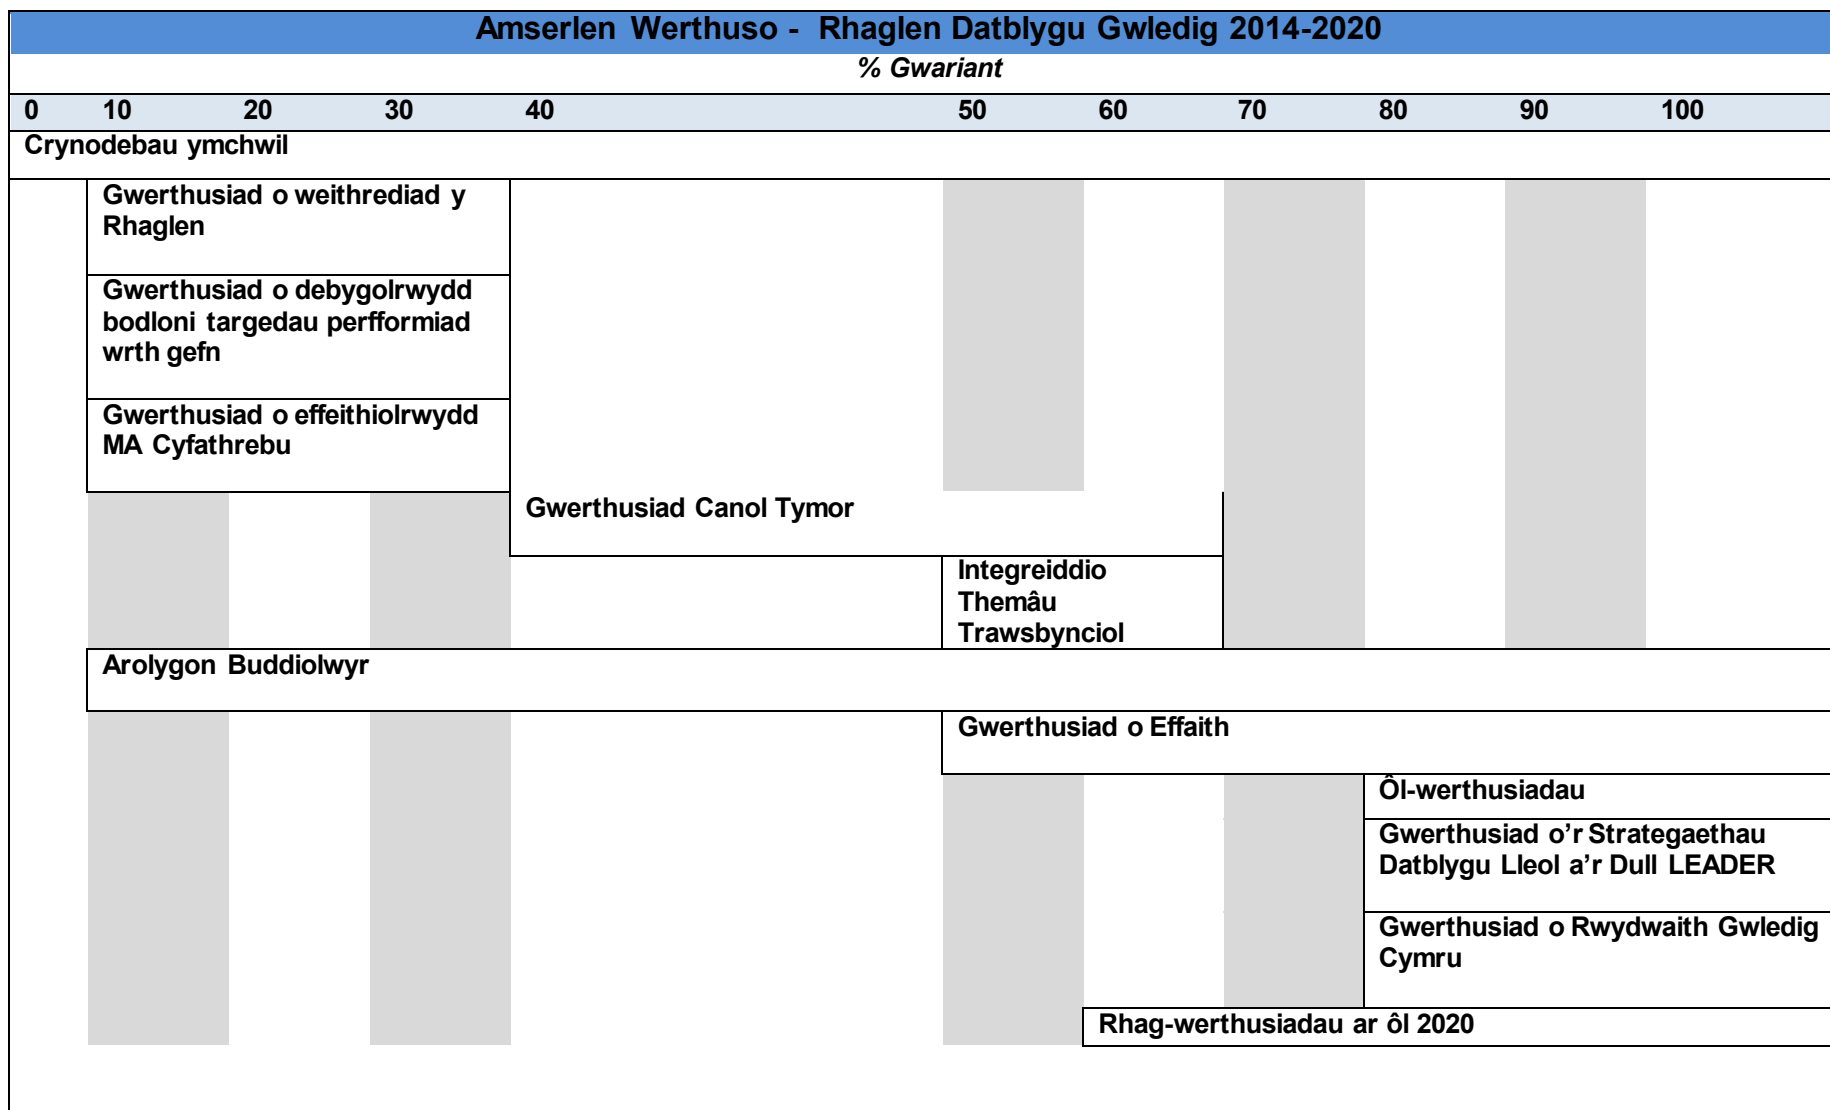 Amserlen Werthuso - Rhaglen Datblygu Gwledig 2014-2020
% Gwariant
0 10 20 30 40 50 60 70 80 90 100
Crynodebau ymchwil
Gwerthusiad o weithrediad y
Rhaglen
Gwerthusiad o debygolrwydd
bodloni targedau perfformiad
wrth gefn
Gwerthusiad o effeithiolrwydd
MA Cyfathrebu
Gwerthusiad Canol Tymor
Integreiddio
Themâu
Trawsbynciol
Arolygon Buddiolwyr
Gwerthusiad o Effaith
Ôl-werthusiadau
Gwerthusiad o’r Strategaethau
Datblygu Lleol a’r Dull LEADER
Gwerthusiad o Rwydwaith Gwledig
Cymru
Rhag-werthusiadau ar ôl 2020